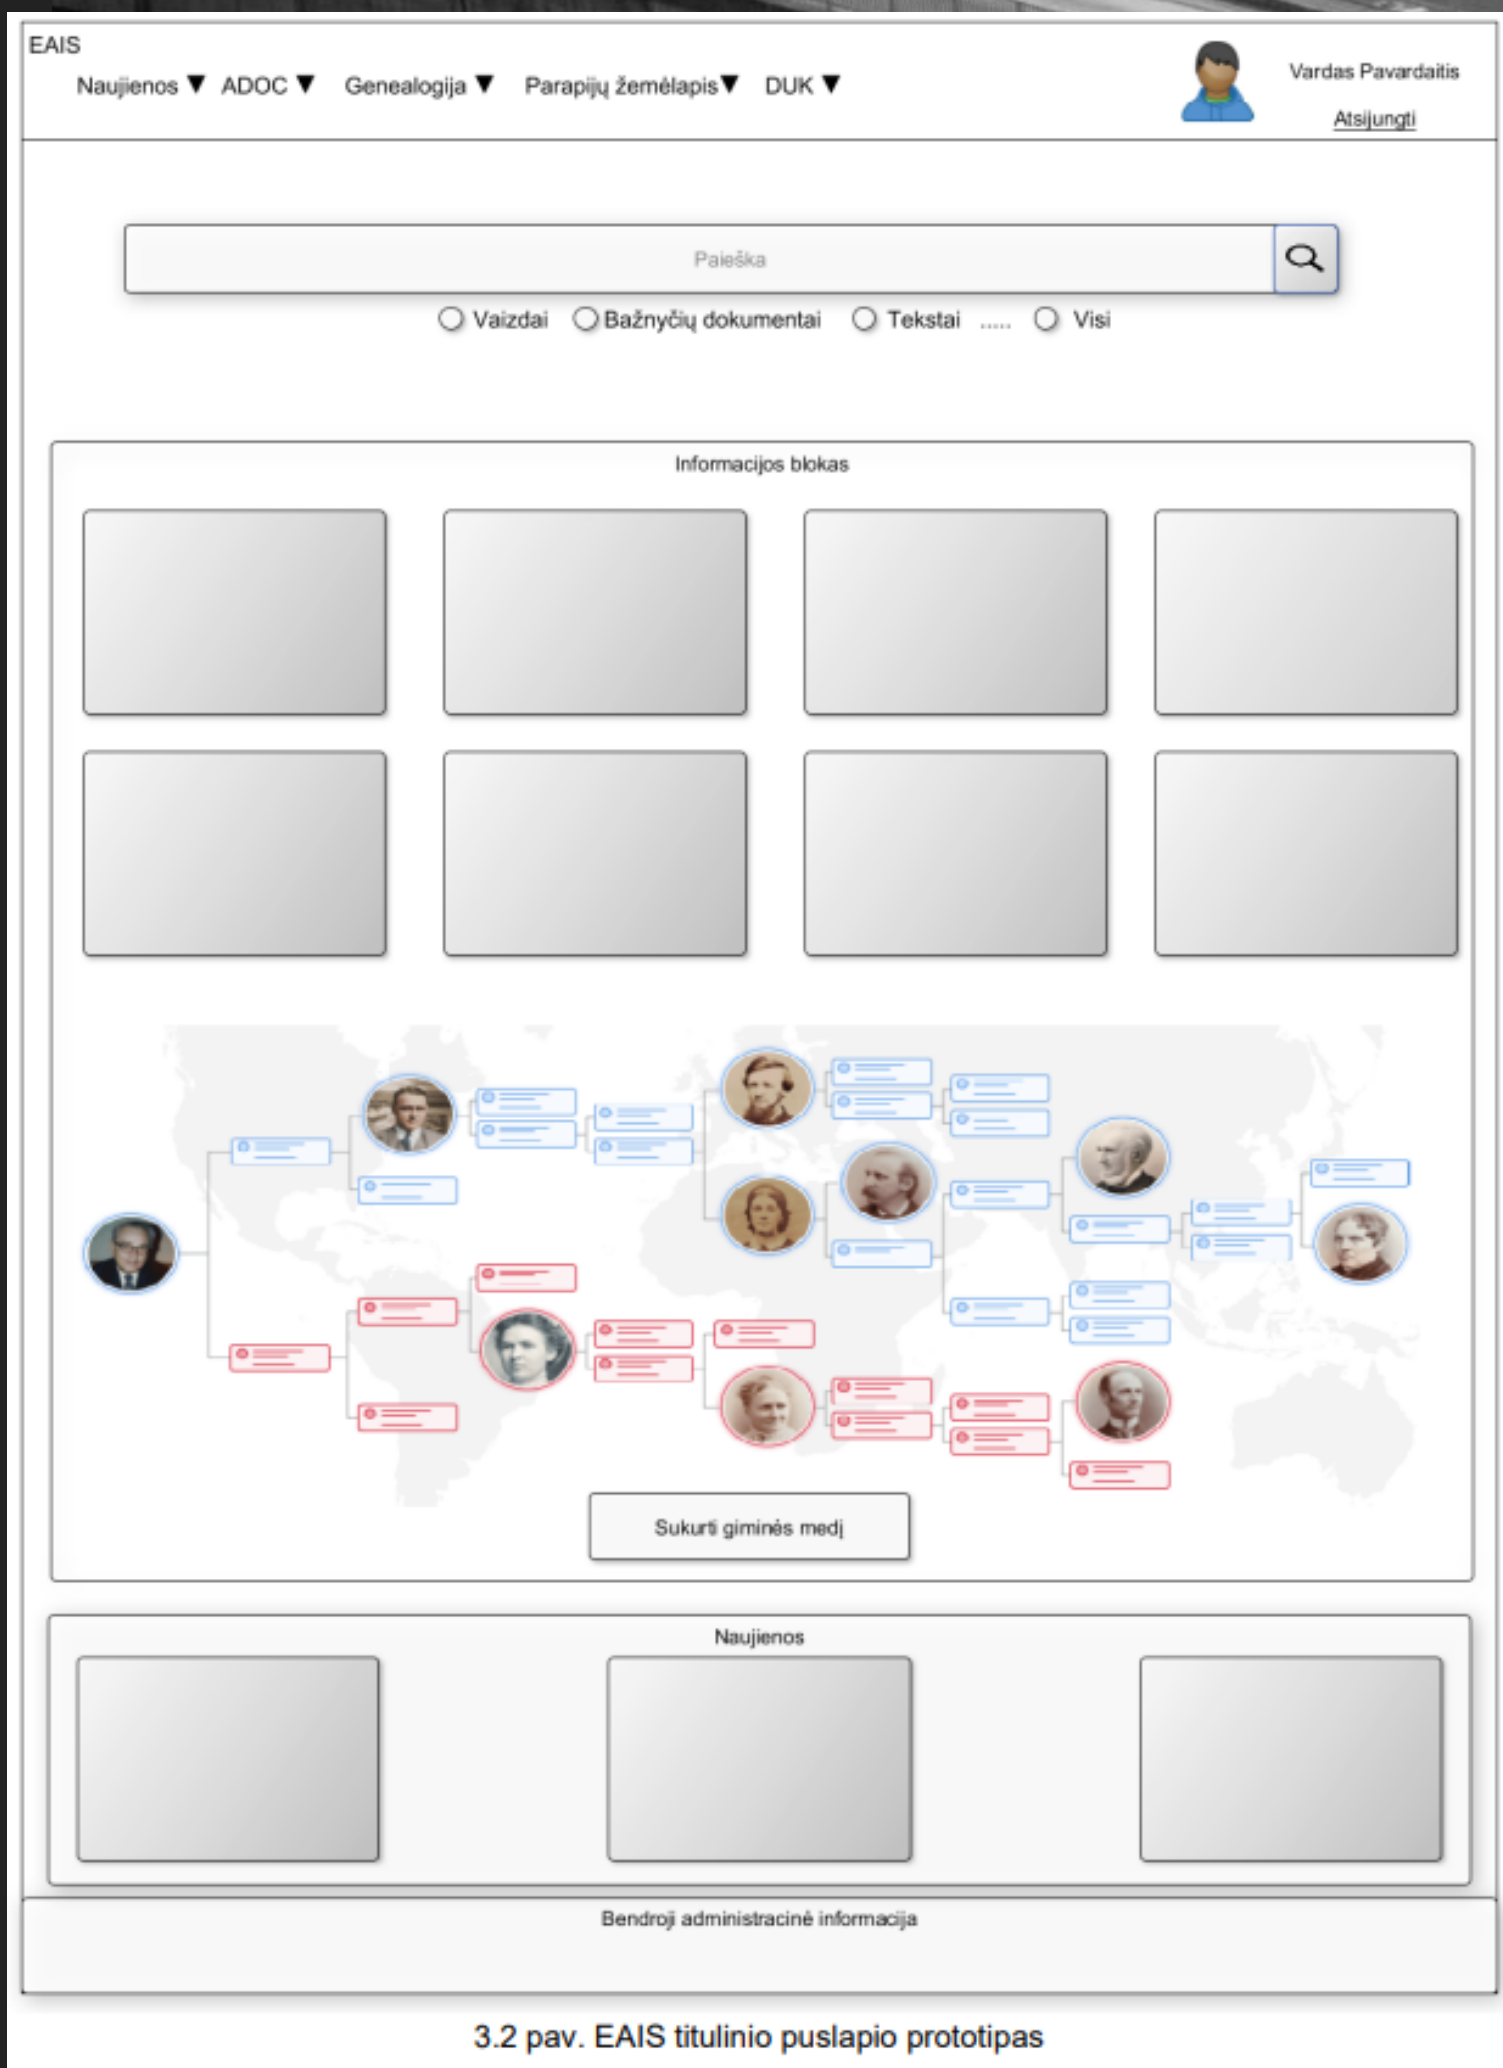 EAIS
Naujienos ▼ ADOC ▼ Genealogija ▼ Parapijų žemėlapis▼ DUK ▼
Vardas Pavardaitis
Atsijungti
Paieška
Vaizdai Bažnyčių dokumentai Tekstai ..... Visi
Informacijos blokas
Sukurti giminės medį
Naujienos
Bendroji administracinė informacija
3.2 pav. EAIS titulinio puslapio prototipas